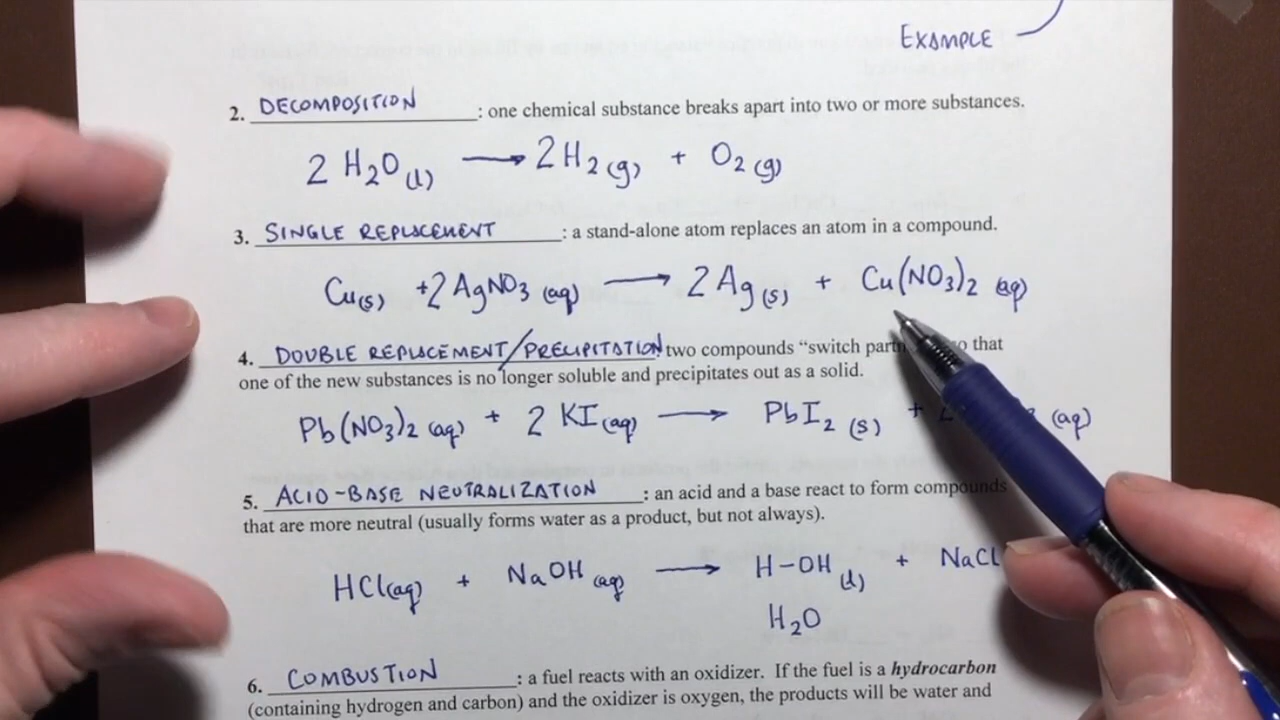 EXAMPLE
2. DECOMPOSITION : one chemical substance breaks apart into two or more substances.
2 H₂O (l) → 2 H₂ (g) + O₂ (g)
3. SINGLE REPLACEMENT : a stand-alone atom replaces an atom in a compound.
Cu(s) + 2 AgNO₃ (aq) → 2 Ag (s) + Cu(NO₃)₂ (aq)
4. DOUBLE REPLACEMENT/PRECIPITATION two compounds “switch that
one of the new substances is no longer soluble and precipitates out as a solid.
Pb(NO₃)₂ (aq) + 2 KI (aq) → PbI₂ (s) + (aq)
5. ACID-BASE NEUTRALIZATION : an acid and a base react to form compounds
that are more neutral (usually forms water as a product, but not always).
HCl(aq) + NaOH (aq) → H-OH (l) + NaCl
H₂O
6. COMBUSTION : a fuel reacts with an oxidizer. If the fuel is a hydrocarbon
(containing hydrogen and carbon) and the oxidizer is oxygen, the products will be water and